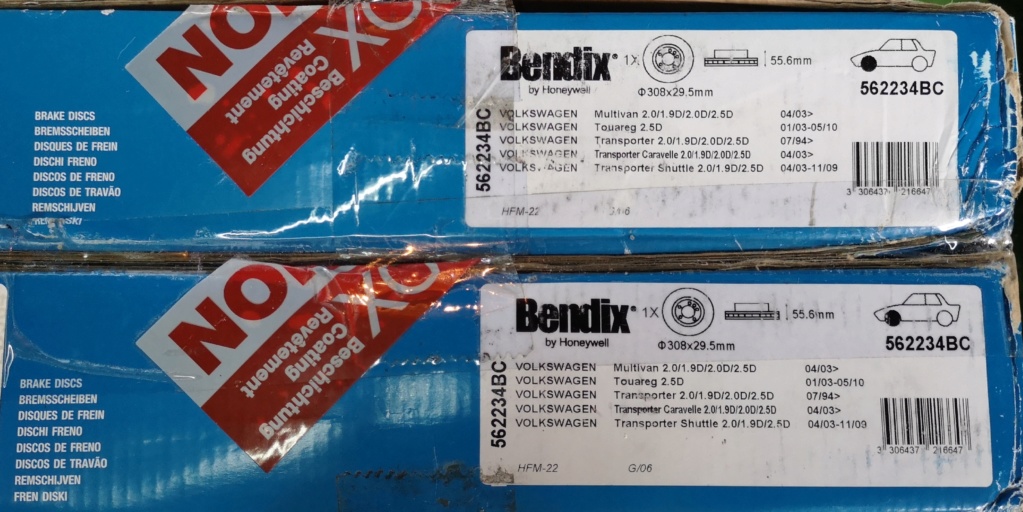 ON
OX
Beschlichtung
Coating
Revêtement
BRAKE DISCS
BREMSSCHEIBEN
DISQUES DE FREIN
DISCHI FRENO
DISCOS DE FRENO
DISCOS DE TRAVÃO
REMSCHIJVEN
562234BC
Bendix®
by Honeywell
1X
55.6mm
Φ308x29.5mm
562234BC
VOLKSWAGEN Multivan 2.0/1.9D/2.0D/2.5D 04/03>
VOLKSWAGEN Touareg 2.5D 01/03-05/10
VOLKSWAGEN Transporter 2.0/1.9D/2.0D/2.5D 07/94>
VOLKSWAGEN Transporter Caravelle 2.0/1.9D/2.0D/2.5D 04/03>
VOLKSWAGEN Transporter Shuttle 2.0/1.9D/2.5D 04/03-11/09
3 306437 216647
HFM-22
NO
OX
Beschlichtung
Coating
Revêtement
BRAKE DISCS
BREMSSCHEIBEN
DISQUES DE FREIN
DISCHI FRENO
DISCOS DE FRENO
DISCOS DE TRAVÃO
REMSCHIJVEN
FREN DISKI
562234BC
Bendix®
by Honeywell
1X
55.6mm
Φ308x29.5mm
562234BC
VOLKSWAGEN Multivan 2.0/1.9D/2.0D/2.5D 04/03>
VOLKSWAGEN Touareg 2.5D 01/03-05/10
VOLKSWAGEN Transporter 2.0/1.9D/2.0D/2.5D 07/94>
VOLKSWAGEN Transporter Caravelle 2.0/1.9D/2.0D/2.5D 04/03>
VOLKSWAGEN Transporter Shuttle 2.0/1.9D/2.5D 04/03-11/09
3 306437 216647
HFM-22 G/06